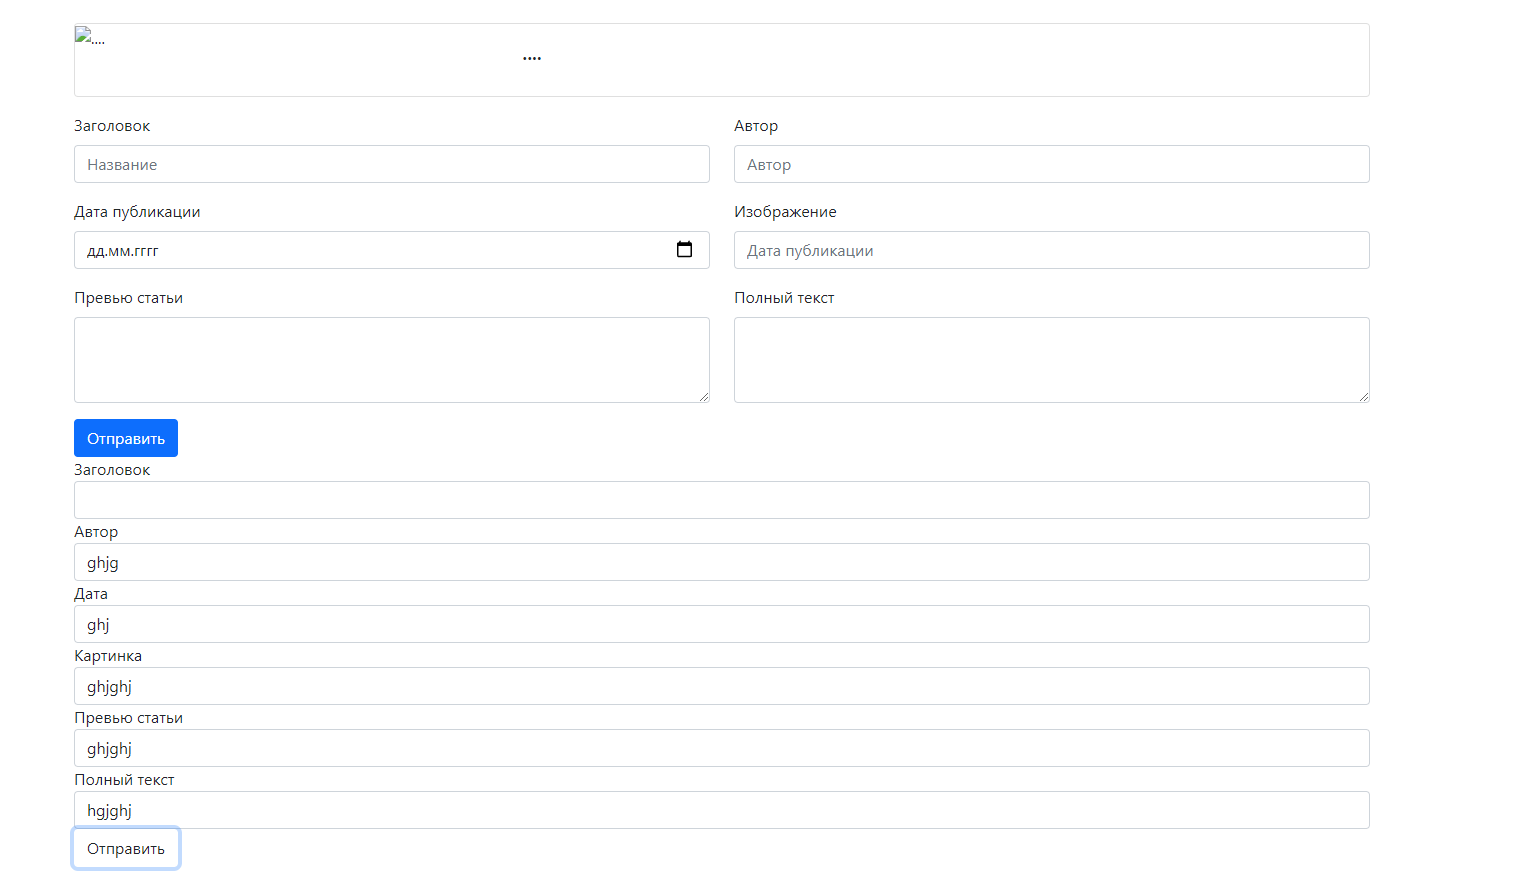 ....
....
Заголовок Автор
Название Автор
Дата публикации Изображение
дд.мм.гггг Дата публикации
Превью статьи Полный текст
Отправить
Заголовок
Автор
ghjg
Дата
ghj
Картинка
ghjghj
Превью статьи
ghjghj
Полный текст
hgjghj
Отправить